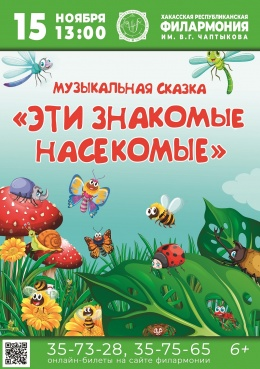 15 НОЯБРЯ
13:00
ХАКАССКАЯ РЕСПУБЛИКАНСКАЯ
ФИЛАРМОНИЯ
ИМ. В.Г. ЧАПТЫКОВА
МУЗЫКАЛЬНАЯ СКАЗКА
«ЭТИ ЗНАКОМЫЕ
НАСЕКОМЫЕ»
35-73-28, 35-75-65
онлайн-билеты на сайте филармонии
6+